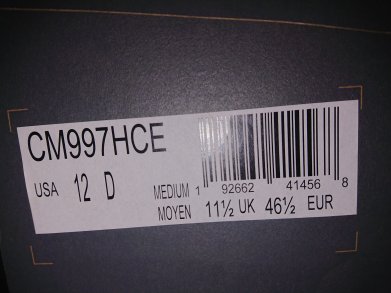 CM997HCE
USA 12 D MEDIUM 1 92662 41456 8
MOYEN 11½ UK 46½ EUR